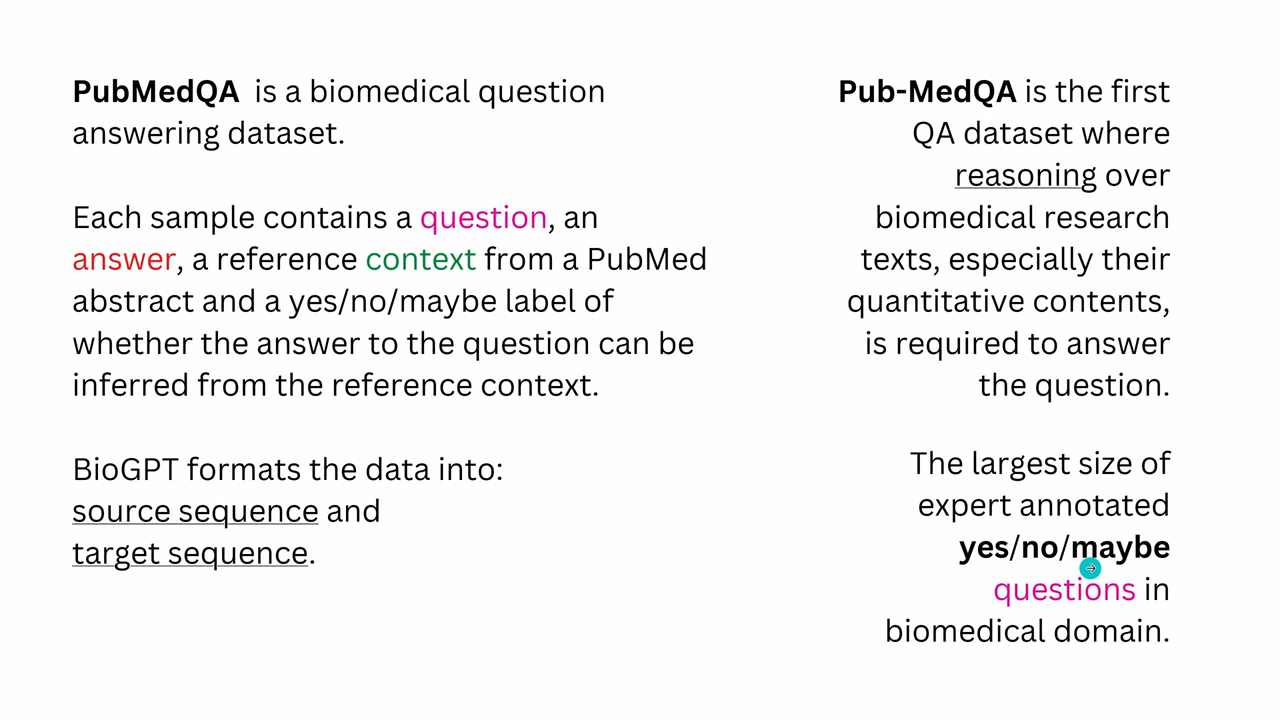 PubMedQA is a biomedical question
answering dataset.
Each sample contains a question, an
answer, a reference context from a PubMed
abstract and a yes/no/maybe label of
whether the answer to the question can be
inferred from the reference context.
BioGPT formats the data into:
source sequence and
target sequence.
Pub-MedQA is the first
QA dataset where
reasoning over
biomedical research
texts, especially their
quantitative contents,
is required to answer
the question.
The largest size of
expert annotated
yes/no/maybe
questions in
biomedical domain.